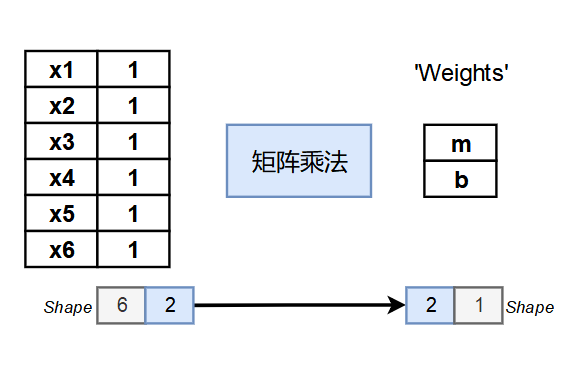 'Weights'
x1 1
x2 1
x3 1
x4 1
x5 1
x6 1
矩阵乘法
m
b
Shape 6 2
2 1 Shape